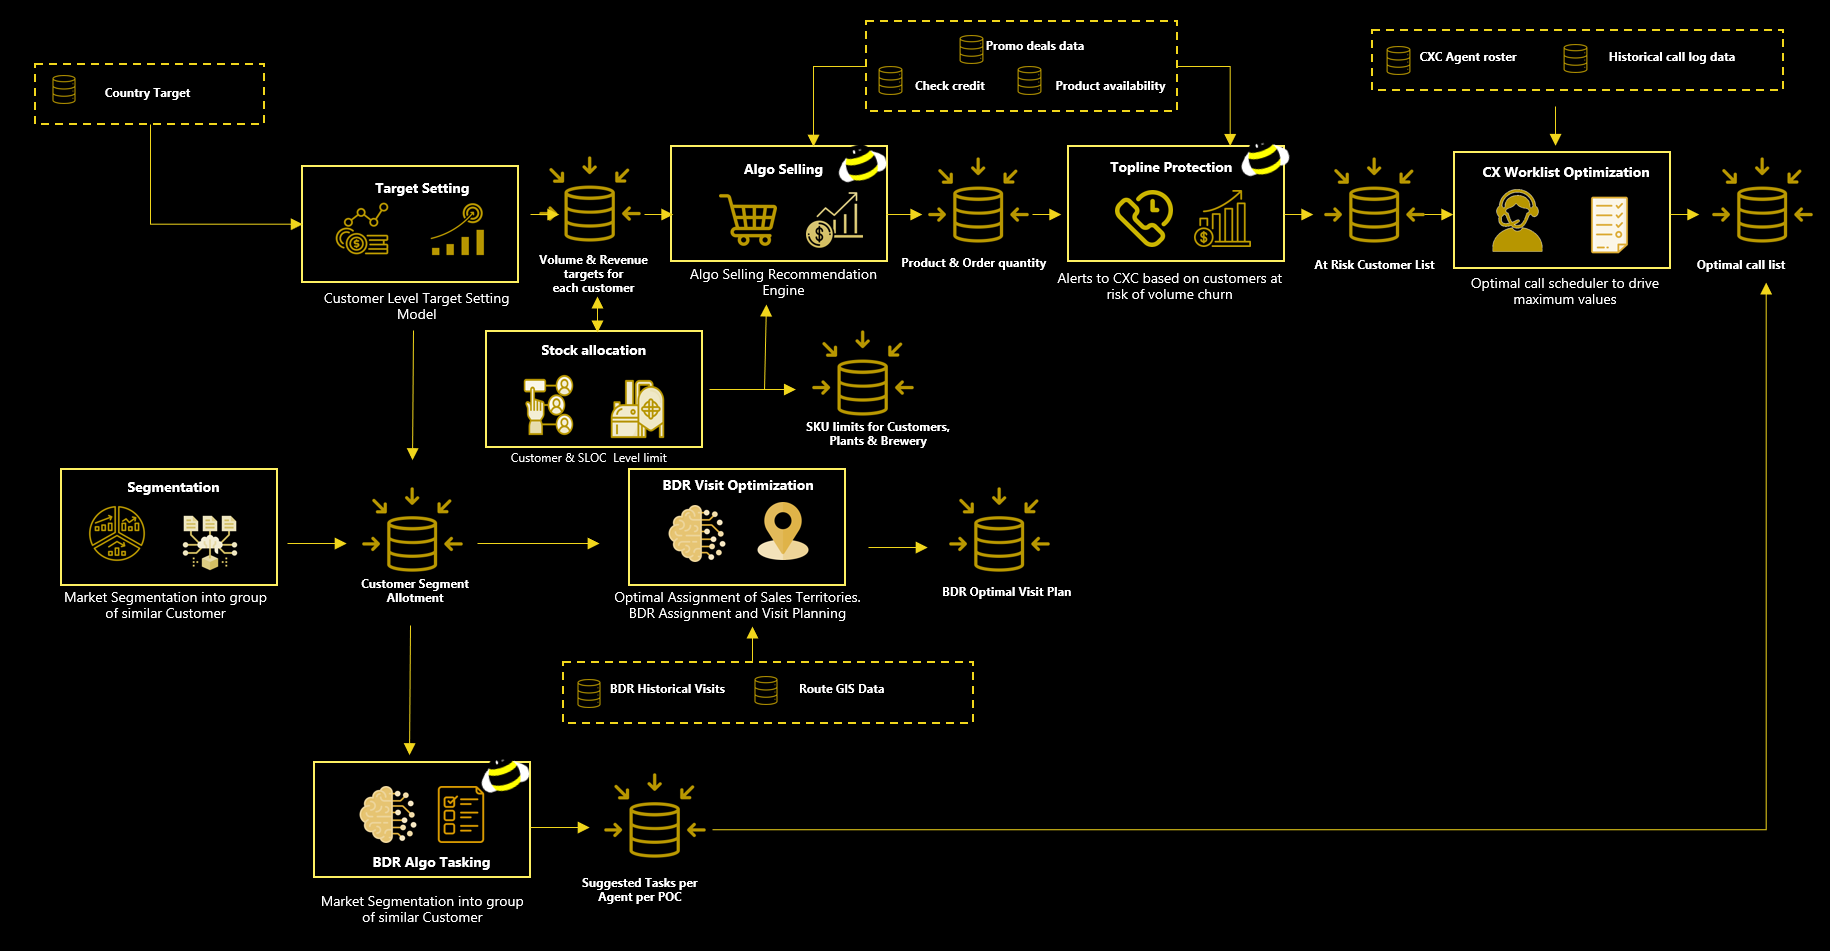 Promo deals data
Check credit
Product availability
CXC Agent roster
Historical call log data
Country Target
Target Setting
Customer Level Target Setting
Model
Volume & Revenue
targets for
each customer
Algo Selling
Algo Selling Recommendation
Engine
Product & Order quantity
Topline Protection
Alerts to CXC based on customers at
risk of volume churn
At Risk Customer List
CX Worklist Optimization
Optimal call scheduler to drive
maximum values
Optimal call list
Stock allocation
Customer & SLOC  Level limit
SKU limits for Customers,
Plants & Brewery
Segmentation
Market Segmentation into group
of similar Customer
Customer Segment
Allotment
BDR Visit Optimization
Optimal Assignment of Sales Territories.
BDR Assignment and Visit Planning
BDR Optimal Visit Plan
BDR Historical Visits
Route GIS Data
BDR Algo Tasking
Market Segmentation into group
of similar Customer
Suggested Tasks per
Agent per POC